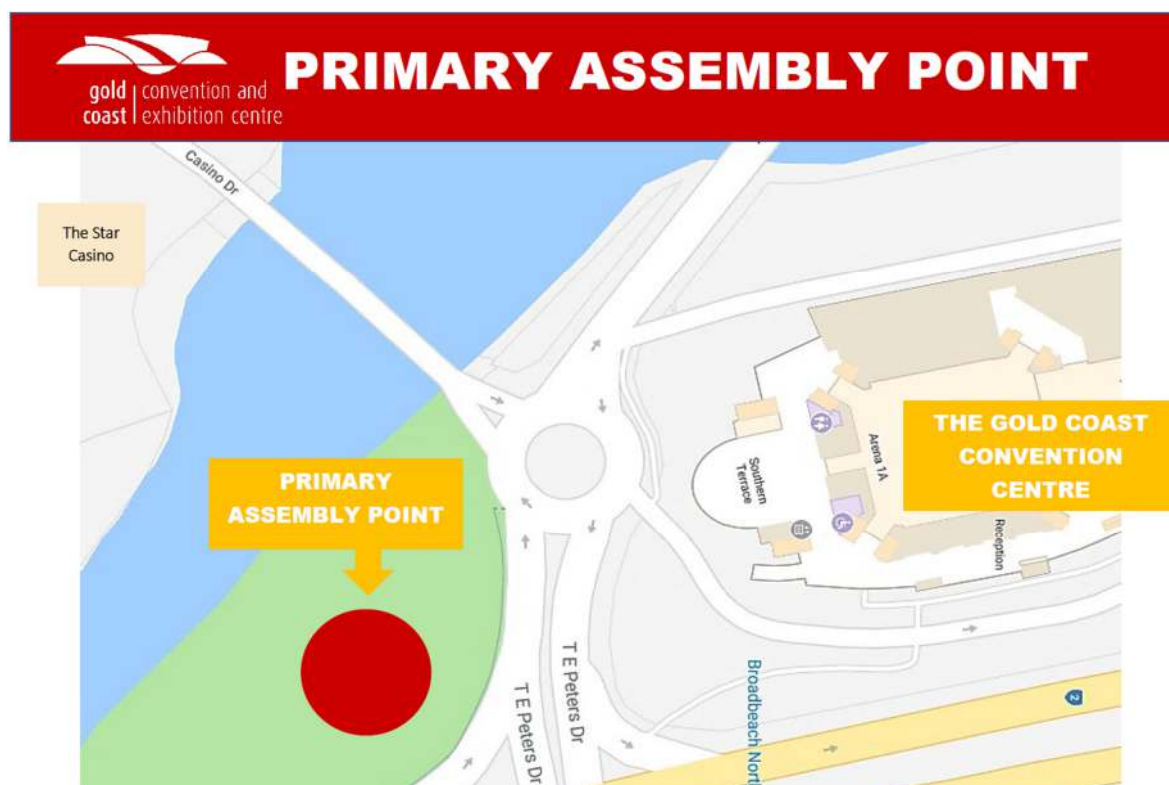 gold convention and
coast exhibition centre
PRIMARY ASSEMBLY POINT
Casino Dr
The Star
Casino
PRIMARY
ASSEMBLY POINT
Southern
Terrace
Arena 1A
THE GOLD COAST
CONVENTION
CENTRE
Reception
T E Peters Dr
T E Peters Dr
Broadbeach North
2